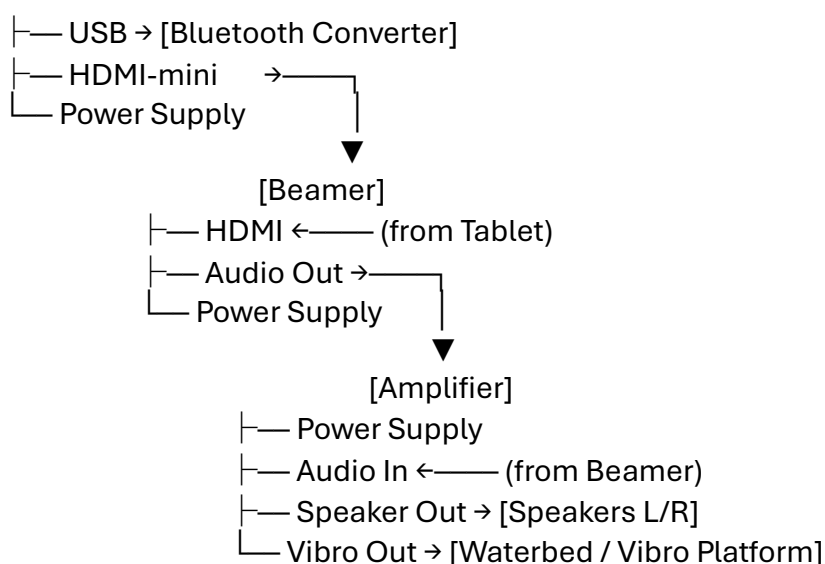 ├── USB → [Bluetooth Converter]
├── HDMI-mini →
└── Power Supply
▼
[Beamer]
├── HDMI ←─── (from Tablet)
├── Audio Out →
└── Power Supply
▼
[Amplifier]
├── Power Supply
├── Audio In ←─── (from Beamer)
├── Speaker Out → [Speakers L/R]
└── Vibro Out → [Waterbed / Vibro Platform]